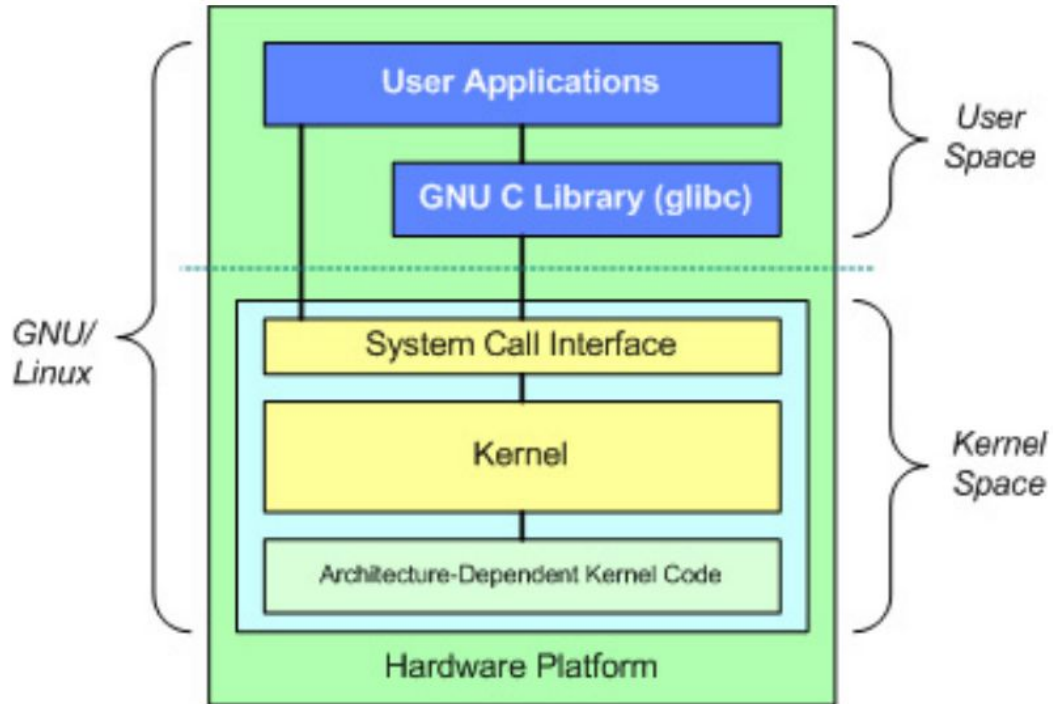 User Applications
User
Space
GNU C Library (glibc)
GNU/
Linux
System Call Interface
Kernel
Kernel
Space
Architecture-Dependent Kernel Code
Hardware Platform